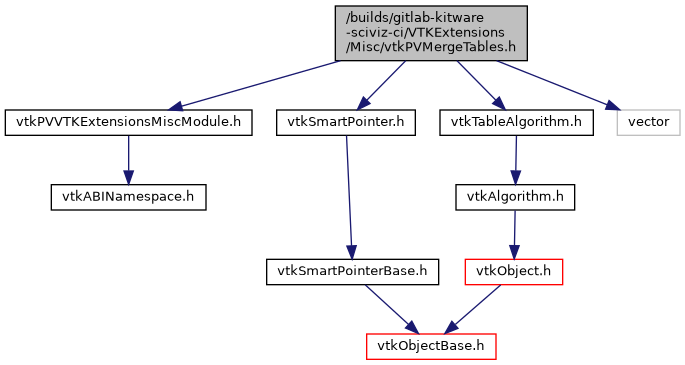 /builds/gitlab-kitware
-sciviz-ci/VTKExtensions
/Misc/vtkPVMergeTables.h
vtkPVVTKExtensionsMiscModule.h
vtkSmartPointer.h
vtkTableAlgorithm.h
vector
vtkABINamespace.h
vtkAlgorithm.h
vtkSmartPointerBase.h
vtkObject.h
vtkObjectBase.h